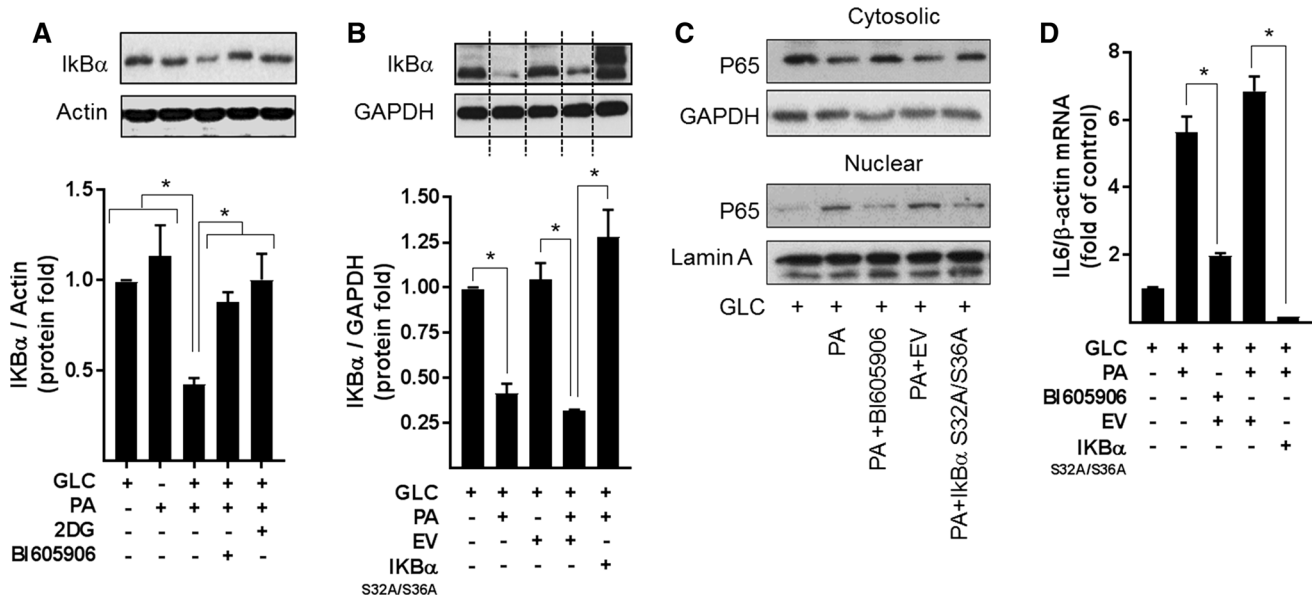 A
IkBα
Actin
*
*
1.5
1.0
0.5
IKBα / Actin
(protein fold)
GLC + - + + +
PA - + + + +
2DG - - - - +
BI605906 - - - + -
B
IkBα
GAPDH
*
*
*
1.50
1.25
1.00
0.75
0.50
0.25
IKBα / GAPDH
(protein fold)
GLC + + + + +
PA - + - + +
EV - - + + -
IKBα - - - - +
S32A/S36A
C
Cytosolic
P65
GAPDH
Nuclear
P65
Lamin A
GLC + + + + +
PA
PA+BI605906
PA+EV
PA+IkBα S32A/S36A
D
*
*
8
6
4
2
IL6/β-actin mRNA
(fold of control)
GLC + + + + +
PA - + + +
BI605906 - - + - -
EV - - + + -
IKBα - - - - +
S32A/S36A